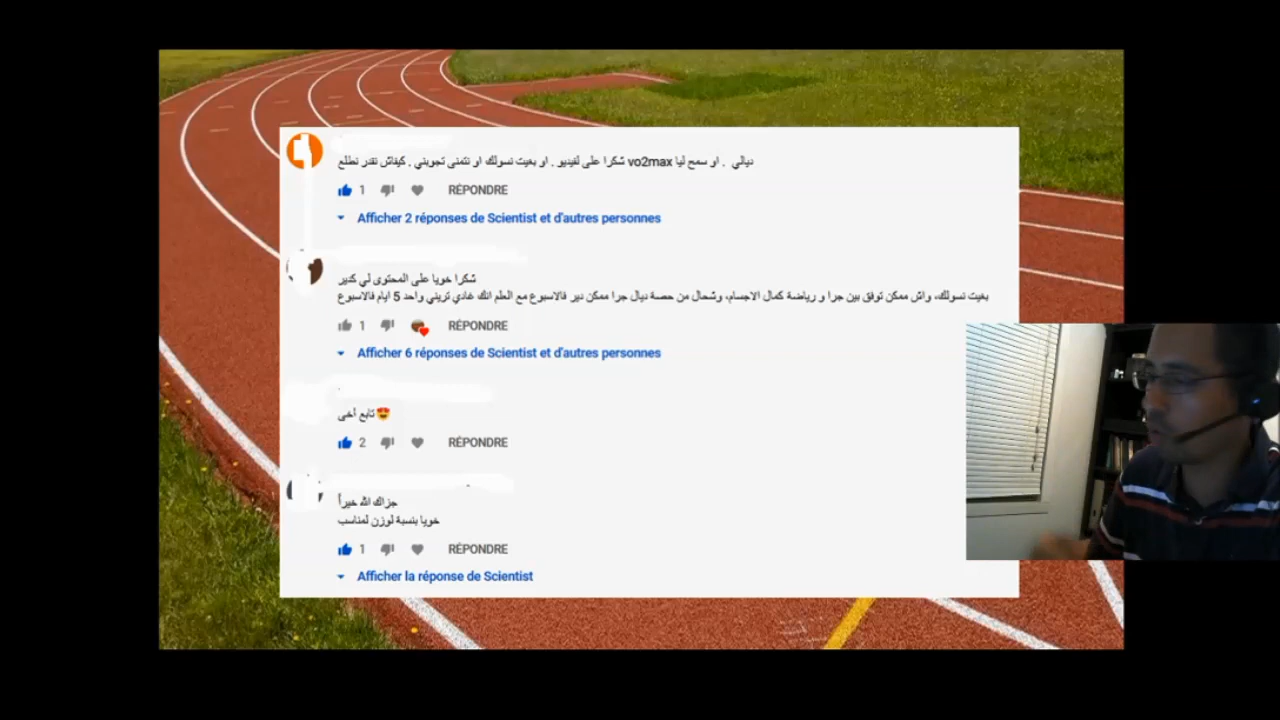 شكرا على لفيديو . او بغيت نسولك او نتمنى تجوبني . كيفاش نقدر نطلع vo2max ديالي . او سمح ليا
1 RÉPONDRE
Afficher 2 réponses de Scientist et d'autres personnes
شكرا خويا على المحتوى لي كدير
بغيت نسولك، واش ممكن توفق بين جرا و رياضة كمال الاجسام، وشحال من حصة ديال جرا ممكن دير فالاسبوع مع العلم انك غادي تريني واحد 5 ايام فالاسبوع
1 RÉPONDRE
Afficher 6 réponses de Scientist et d'autres personnes
تابع أخي😍
2 RÉPONDRE
جزاك الله خيراً
خويا بنسبة لوزن لمناسب
1 RÉPONDRE
Afficher la réponse de Scientist